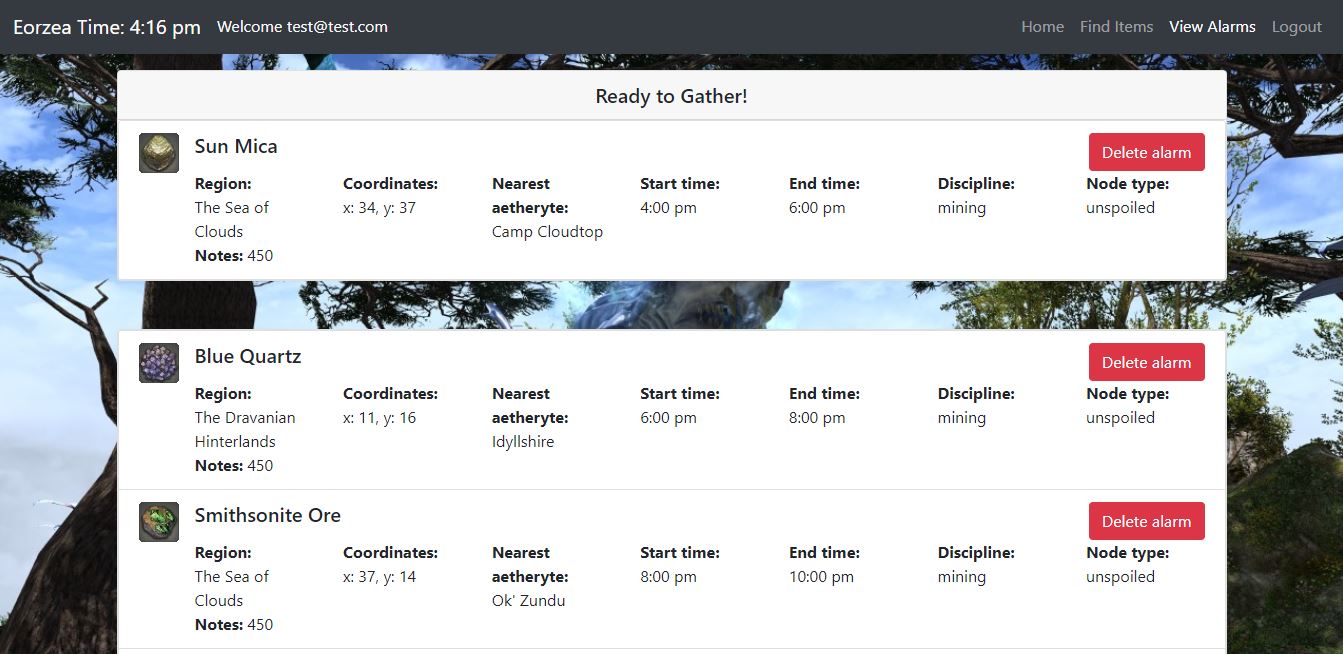 Eorzea Time: 4:16 pm Welcome test@test.com Home Find Items View Alarms Logout
Ready to Gather!
Sun Mica Delete alarm
Region: Coordinates: Nearest Start time: End time: Discipline: Node type:
The Sea of x: 34, y: 37 aetheryte: 4:00 pm 6:00 pm mining unspoiled
Clouds Camp Cloudtop
Notes: 450
Blue Quartz Delete alarm
Region: Coordinates: Nearest Start time: End time: Discipline: Node type:
The Dravanian x: 11, y: 16 aetheryte: 6:00 pm 8:00 pm mining unspoiled
Hinterlands Idyllshire
Notes: 450
Smithsonite Ore Delete alarm
Region: Coordinates: Nearest Start time: End time: Discipline: Node type:
The Sea of x: 37, y: 14 aetheryte: 8:00 pm 10:00 pm mining unspoiled
Clouds Ok' Zundu
Notes: 450